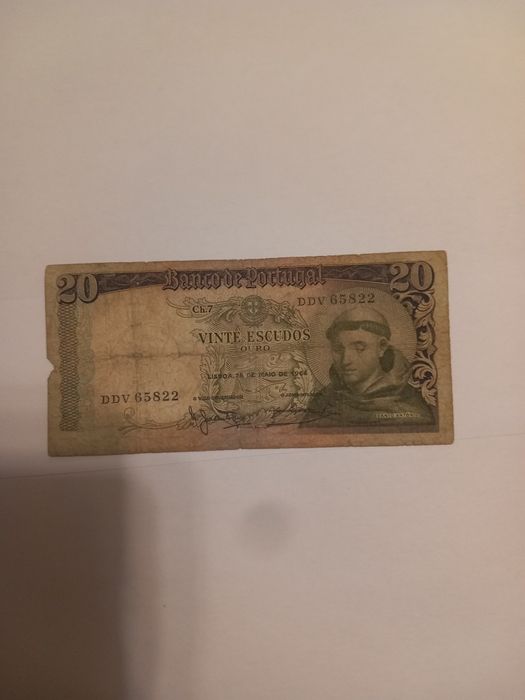 20 Banco de Portugal 20
CH.7 DDV 65822
VINTE ESCUDOS
OURO
LISBOA, 26 DE MAIO DE 1964
DDV 65822
SANTO ANTÓNIO